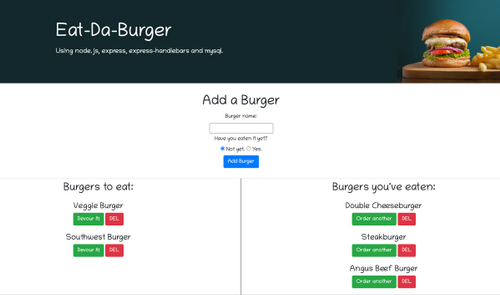 Eat-Da-Burger
Using node.js, express, express-handlebars and mysql.
Add a Burger
Burger name:
Have you eaten it yet?
Not yet. Yes.
Add Burger
Burgers to eat:
Veggie Burger
Devour It! DEL.
Southwest Burger
Devour It! DEL.
Burgers you've eaten:
Double Cheeseburger
Order another DEL.
Steakburger
Order another DEL.
Angus Beef Burger
Order another DEL.